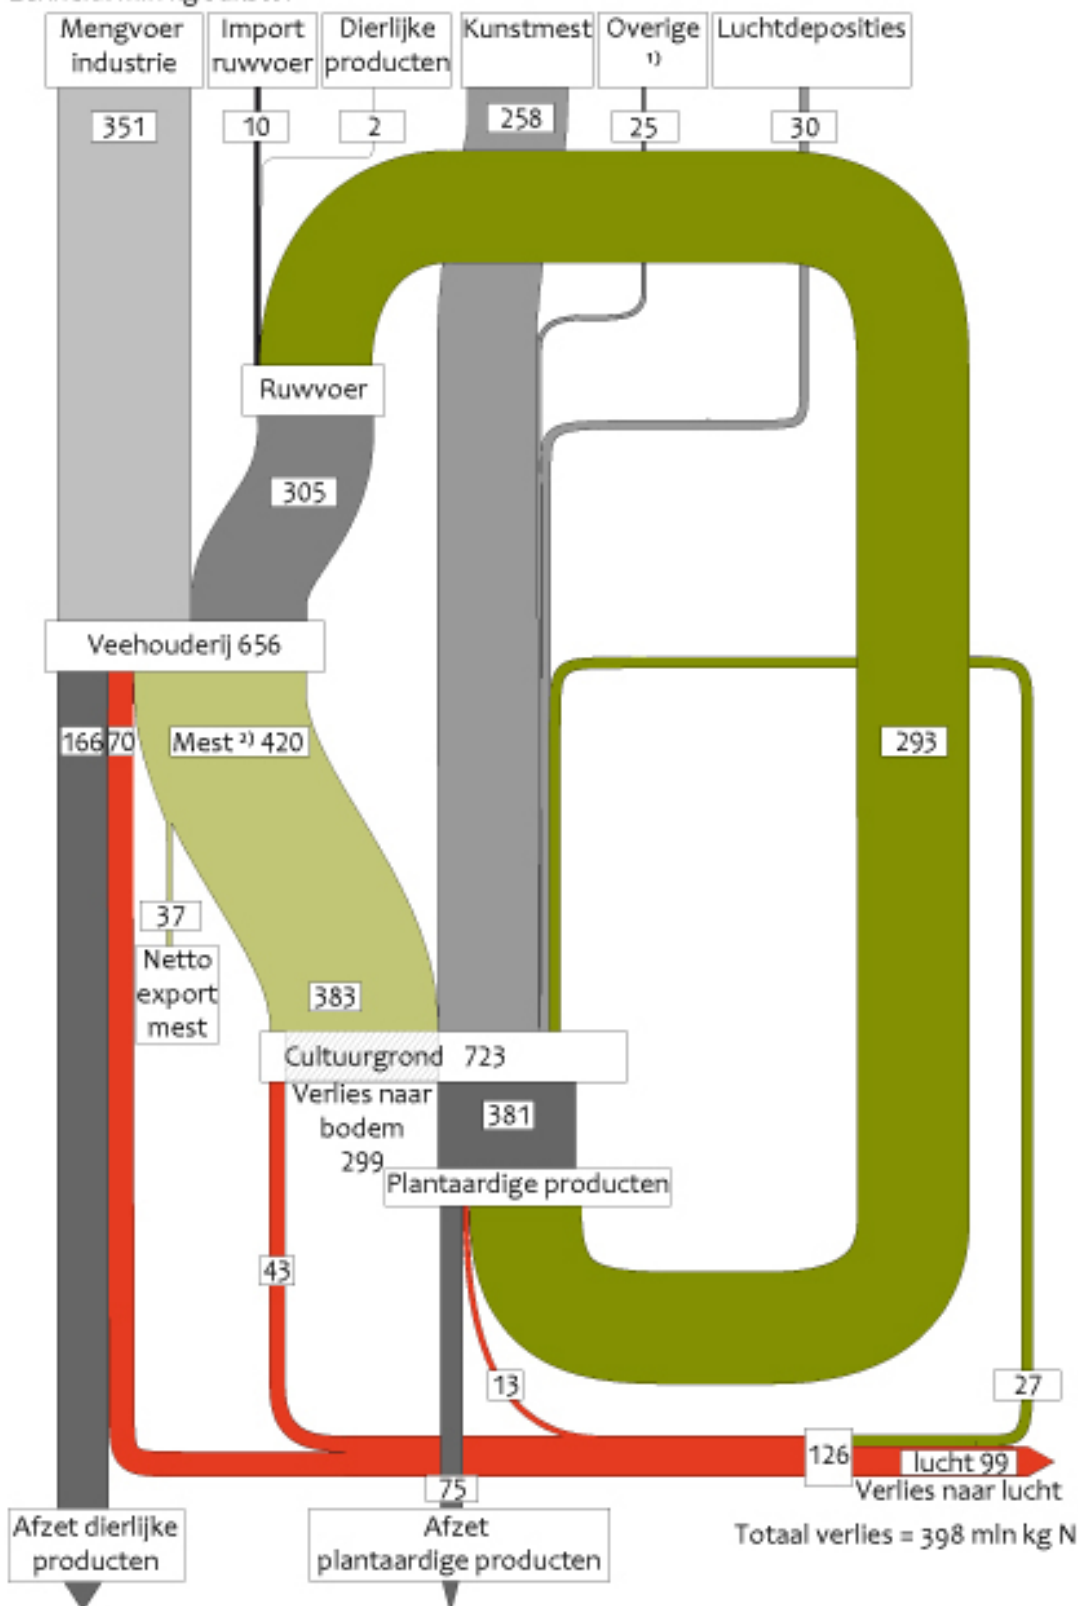 Mengvoer
industrie
Import
ruwvoer
Dierlijke
producten
Kunstmest
Overige
1)
Luchtdeposities
351
10
2
258
25
30
Ruwvoer
305
Veehouderij 656
166
70
Mest 2) 420
293
37
Netto
export
mest
383
Cultuurgrond 723
Verlies naar
bodem
299
381
Plantaardige producten
43
13
27
126
lucht 99
75
Verlies naar lucht
Afzet dierlijke
producten
Afzet
plantaardige producten
Totaal verlies = 398 mln kg N